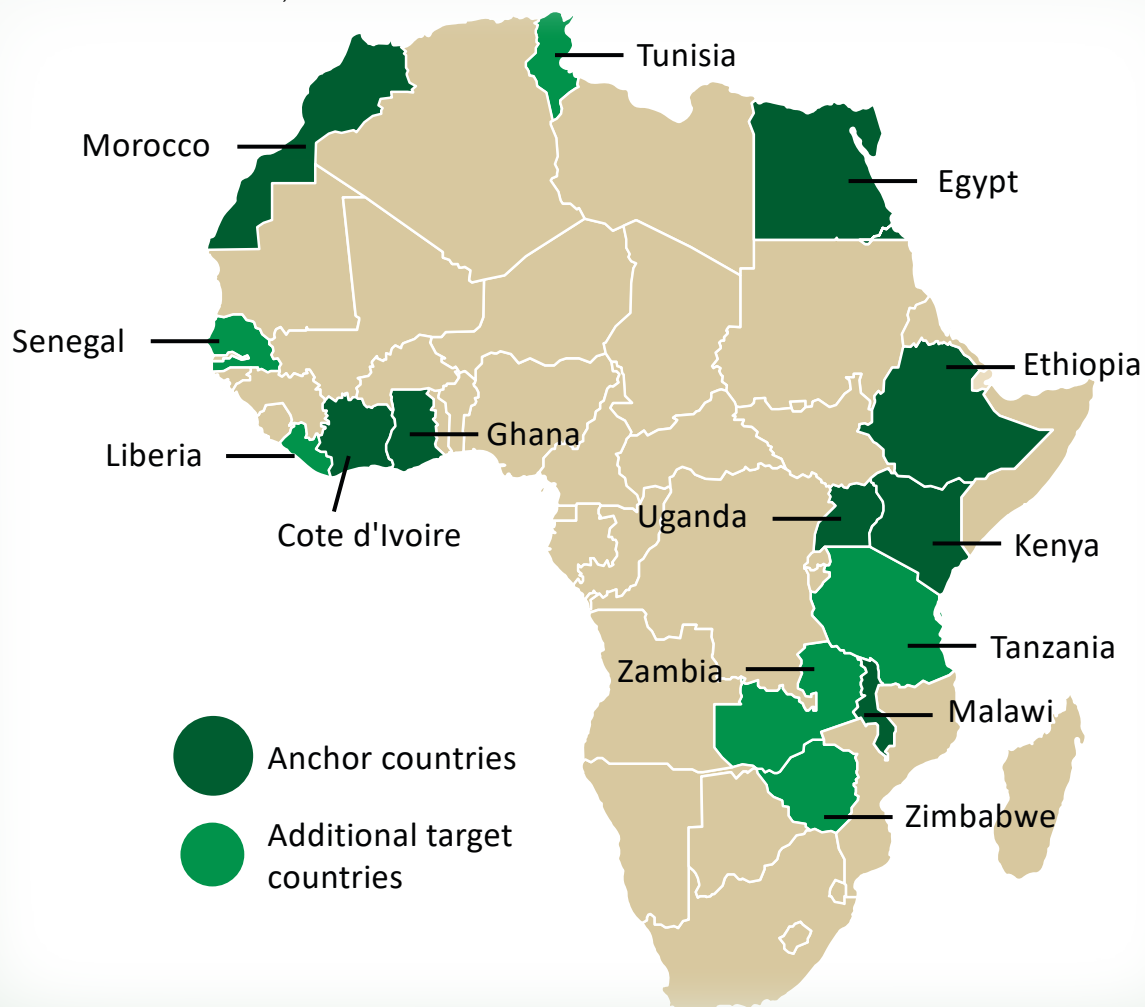 Tunisia
Morocco
Egypt
Senegal
Ethiopia
Ghana
Liberia
Uganda
Cote d'Ivoire
Kenya
Tanzania
Zambia
Malawi
Anchor countries
Zimbabwe
Additional target
countries